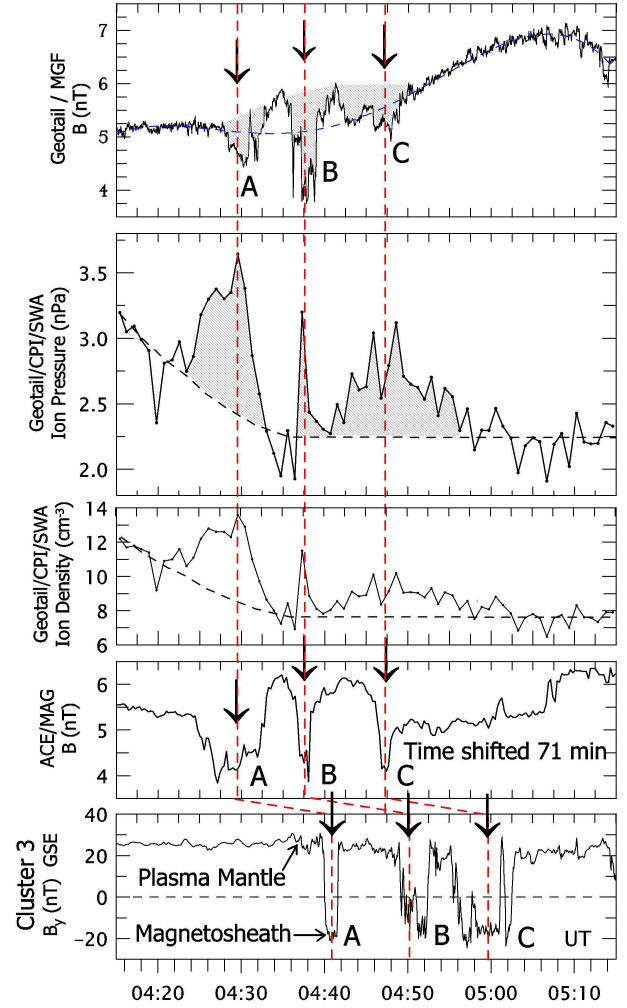 Geotail / MGF
B (nT)
7
6
5
4
A
B
C
Geotail/CPI/SWA
Ion Pressure (nPa)
3.5
3.0
2.5
2.0
Geotail/CPI/SWA
Ion Density (cm⁻³)
14
12
10
8
6
ACE/MAG
B (nT)
6
5
4
A
B
C
Time shifted 71 min
Cluster 3
By (nT) GSE
40
20
0
−20
Plasma Mantle
Magnetosheath
A
B
C
UT
04:20
04:30
04:40
04:50
05:00
05:10